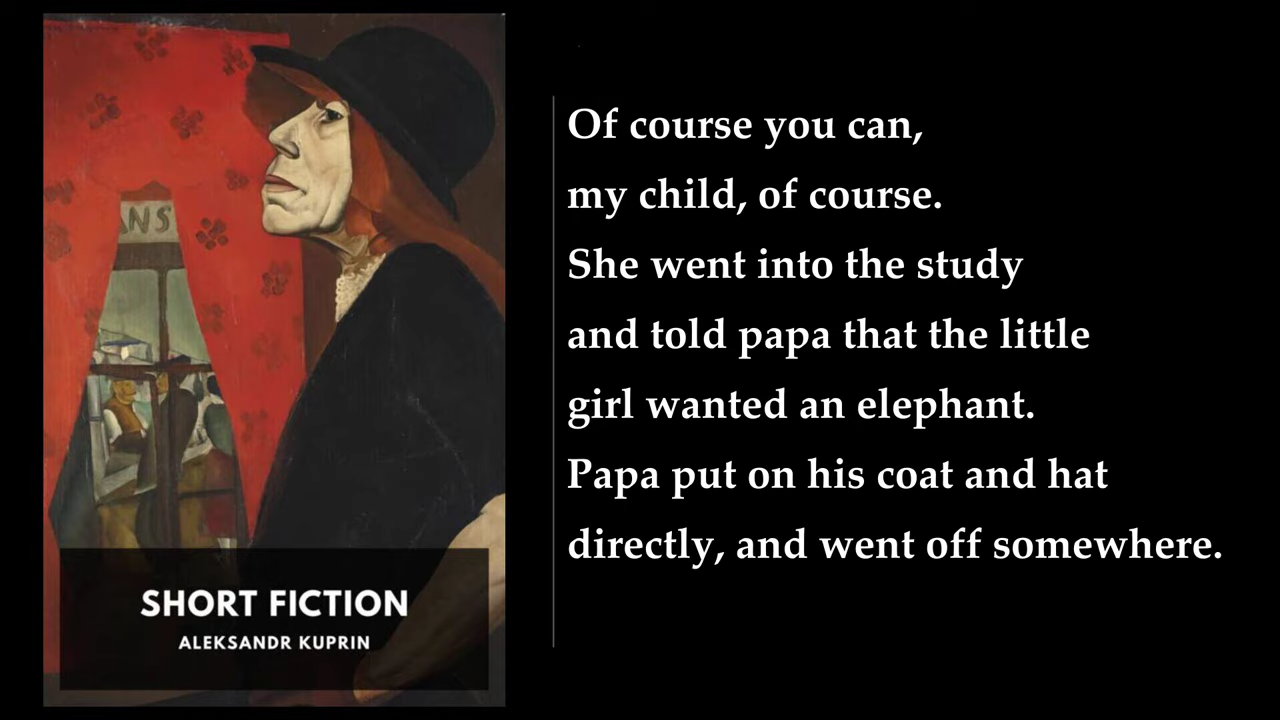 ANS
SHORT FICTION
ALEKSANDR KUPRIN
Of course you can,
my child, of course.
She went into the study
and told papa that the little
girl wanted an elephant.
Papa put on his coat and hat
directly, and went off somewhere.